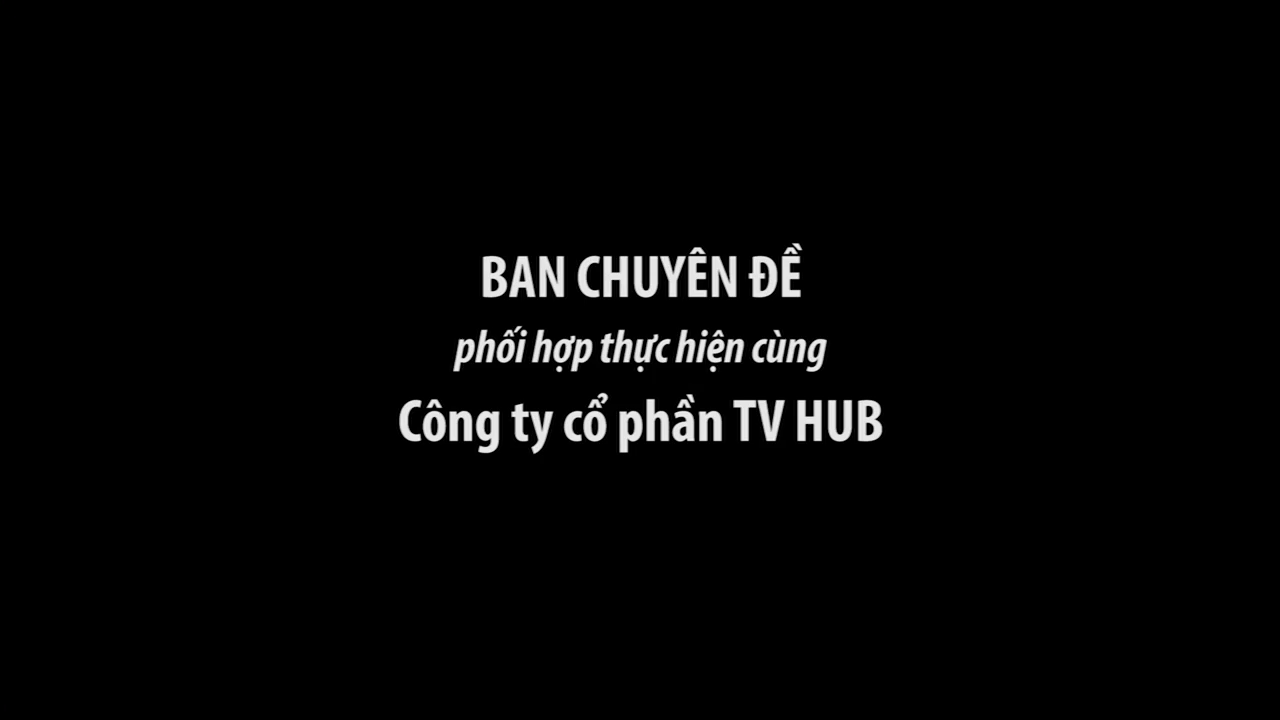 BAN CHUYÊN ĐỀ
phối hợp thực hiện cùng
Công ty cổ phần TV HUB